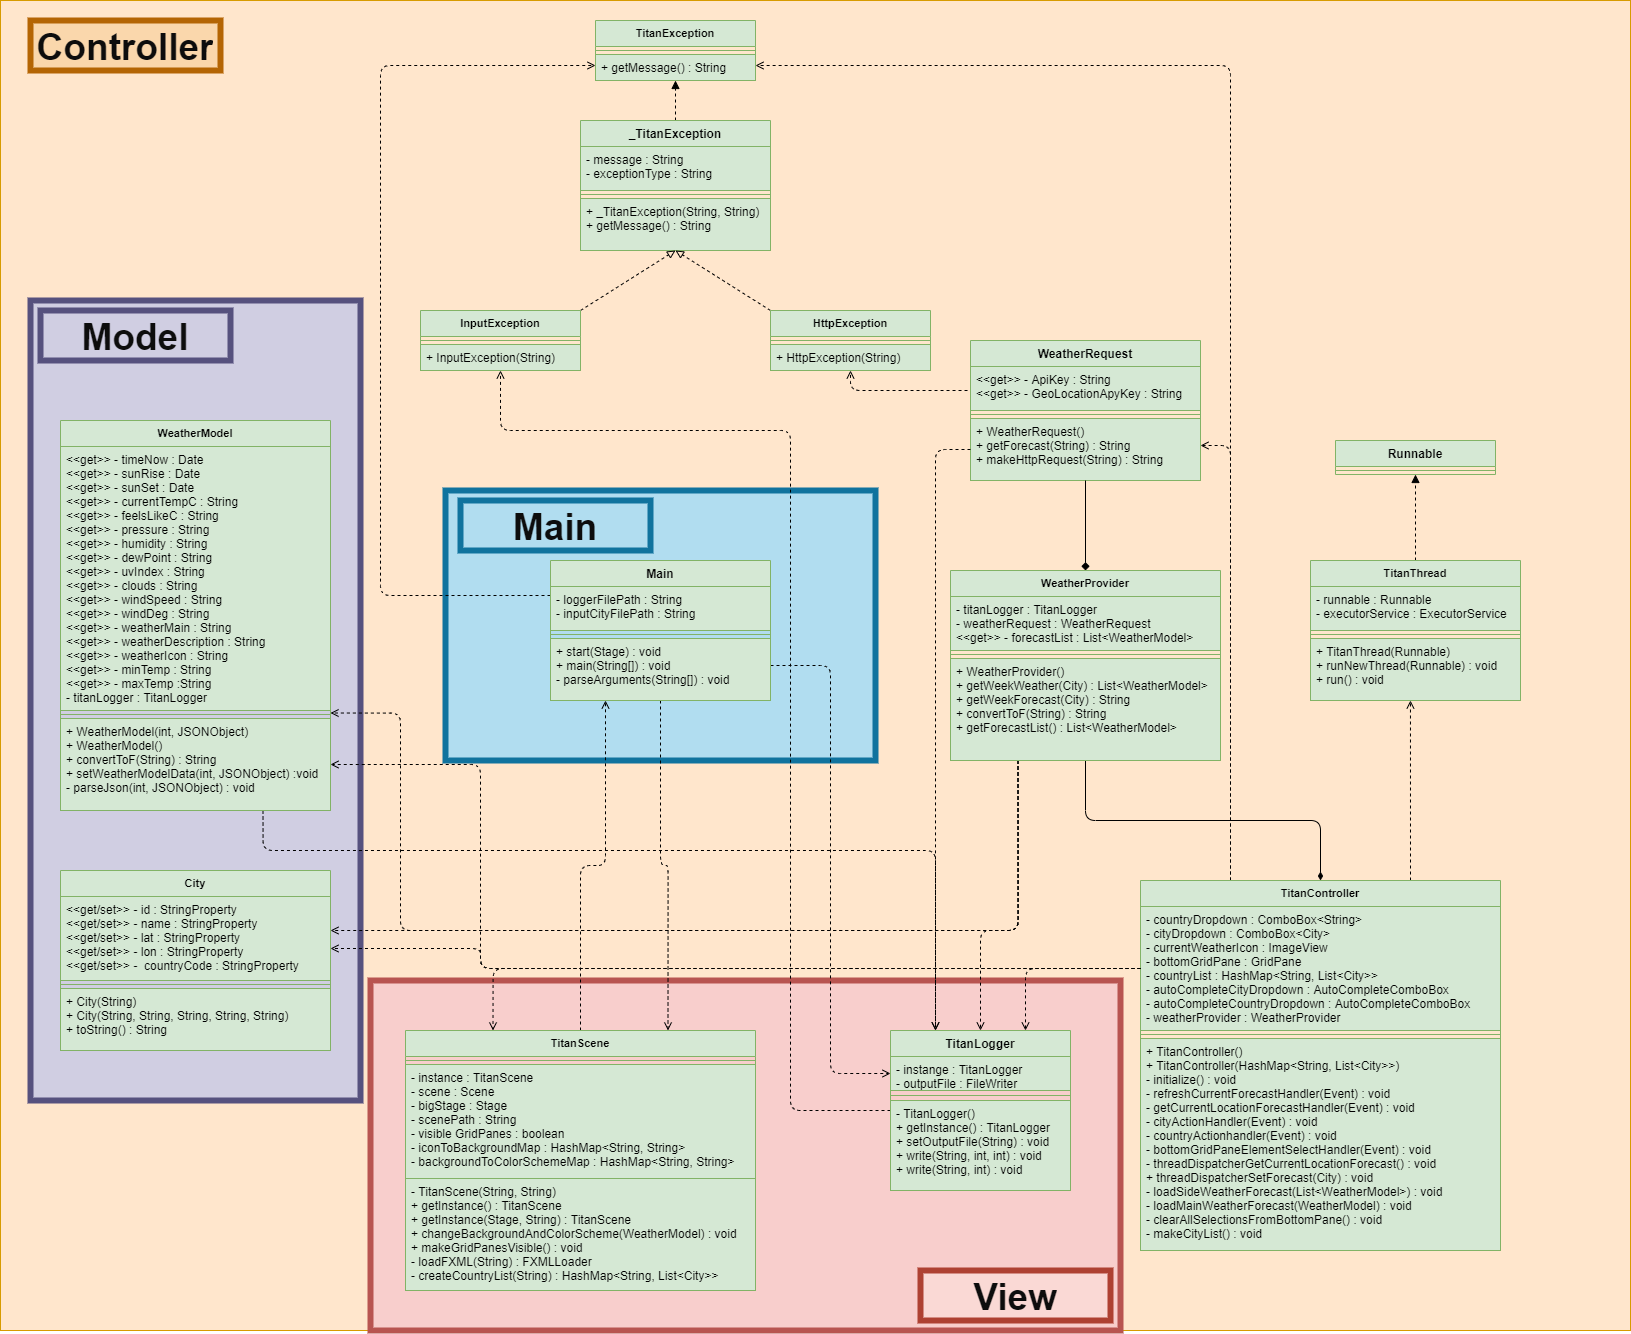 Controller
TitanException
+ getMessage() : String
_TitanException
- message : String
- exceptionType : String
+ _TitanException(String, String)
+ getMessage() : String
InputException
+ InputException(String)
HttpException
+ HttpException(String)
WeatherRequest
<<get>> - ApiKey : String
<<get>> - GeoLocationApyKey : String
+ WeatherRequest()
+ getForecast(String) : String
+ makeHttpRequest(String) : String
Runnable
Model
WeatherModel
<<get>> - timeNow : Date
<<get>> - sunRise : Date
<<get>> - sunSet : Date
<<get>> - currentTempC : String
<<get>> - feelsLikeC : String
<<get>> - pressure : String
<<get>> - humidity : String
<<get>> - dewPoint : String
<<get>> - uvIndex : String
<<get>> - clouds : String
<<get>> - windSpeed : String
<<get>> - windDeg : String
<<get>> - weatherMain : String
<<get>> - weatherDescription : String
<<get>> - weatherIcon : String
<<get>> - minTemp : String
<<get>> - maxTemp :String
- titanLogger : TitanLogger
+ WeatherModel(int, JSONObject)
+ WeatherModel()
+ convertToF(String) : String
+ setWeatherModelData(int, JSONObject) :void
- parseJson(int, JSONObject) : void
City
<<get/set>> - id : StringProperty
<<get/set>> - name : StringProperty
<<get/set>> - lat : StringProperty
<<get/set>> - lon : StringProperty
<<get/set>> -  countryCode : StringProperty
+ City(String)
+ City(String, String, String, String, String)
+ toString() : String
Main
Main
- loggerFilePath : String
- inputCityFilePath : String
+ start(Stage) : void
+ main(String[]) : void
- parseArguments(String[]) : void
WeatherProvider
- titanLogger : TitanLogger
- weatherRequest : WeatherRequest
<<get>> - forecastList : List<WeatherModel>
+ WeatherProvider()
+ getWeekWeather(City) : List<WeatherModel>
+ getWeekForecast(City) : String
+ convertToF(String) : String
+ getForecastList() : List<WeatherModel>
TitanThread
- runnable : Runnable
- executorService : ExecutorService
+ TitanThread(Runnable)
+ runNewThread(Runnable) : void
+ run() : void
TitanController
- countryDropdown : ComboBox<String>
- cityDropdown : ComboBox<City>
- currentWeatherIcon : ImageView
- bottomGridPane : GridPane
- countryList : HashMap<String, List<City>>
- autoCompleteCityDropdown : AutoCompleteComboBox
- autoCompleteCountryDropdown : AutoCompleteComboBox
- weatherProvider : WeatherProvider
+ TitanController()
+ TitanController(HashMap<String, List<City>>)
- initialize() : void
- refreshCurrentForecastHandler(Event) : void
- getCurrentLocationForecastHandler(Event) : void
- cityActionHandler(Event) : void
- countryActionhandler(Event) : void
- bottomGridPaneElementSelectHandler(Event) : void
- threadDispatcherGetCurrentLocationForecast() : void
+ threadDispatcherSetForecast(City) : void
- loadSideWeatherForecast(List<WeatherModel>) : void
- loadMainWeatherForecast(WeatherModel) : void
- clearAllSelectionsFromBottomPane() : void
- makeCityList() : void
TitanScene
- instance : TitanScene
- scene : Scene
- bigStage : Stage
- scenePath : String
- visible GridPanes : boolean
- iconToBackgroundMap : HashMap<String, String>
- backgroundToColorSchemeMap : HashMap<String, String>
- TitanScene(String, String)
+ getInstance() : TitanScene
+ getInstance(Stage, String) : TitanScene
+ changeBackgroundAndColorScheme(WeatherModel) : void
+ makeGridPanesVisible() : void
- loadFXML(String) : FXMLLoader
- createCountryList(String) : HashMap<String, List<City>>
TitanLogger
- instange : TitanLogger
- outputFile : FileWriter
- TitanLogger()
+ getInstance() : TitanLogger
+ setOutputFile(String) : void
+ write(String, int, int) : void
+ write(String, int) : void
View